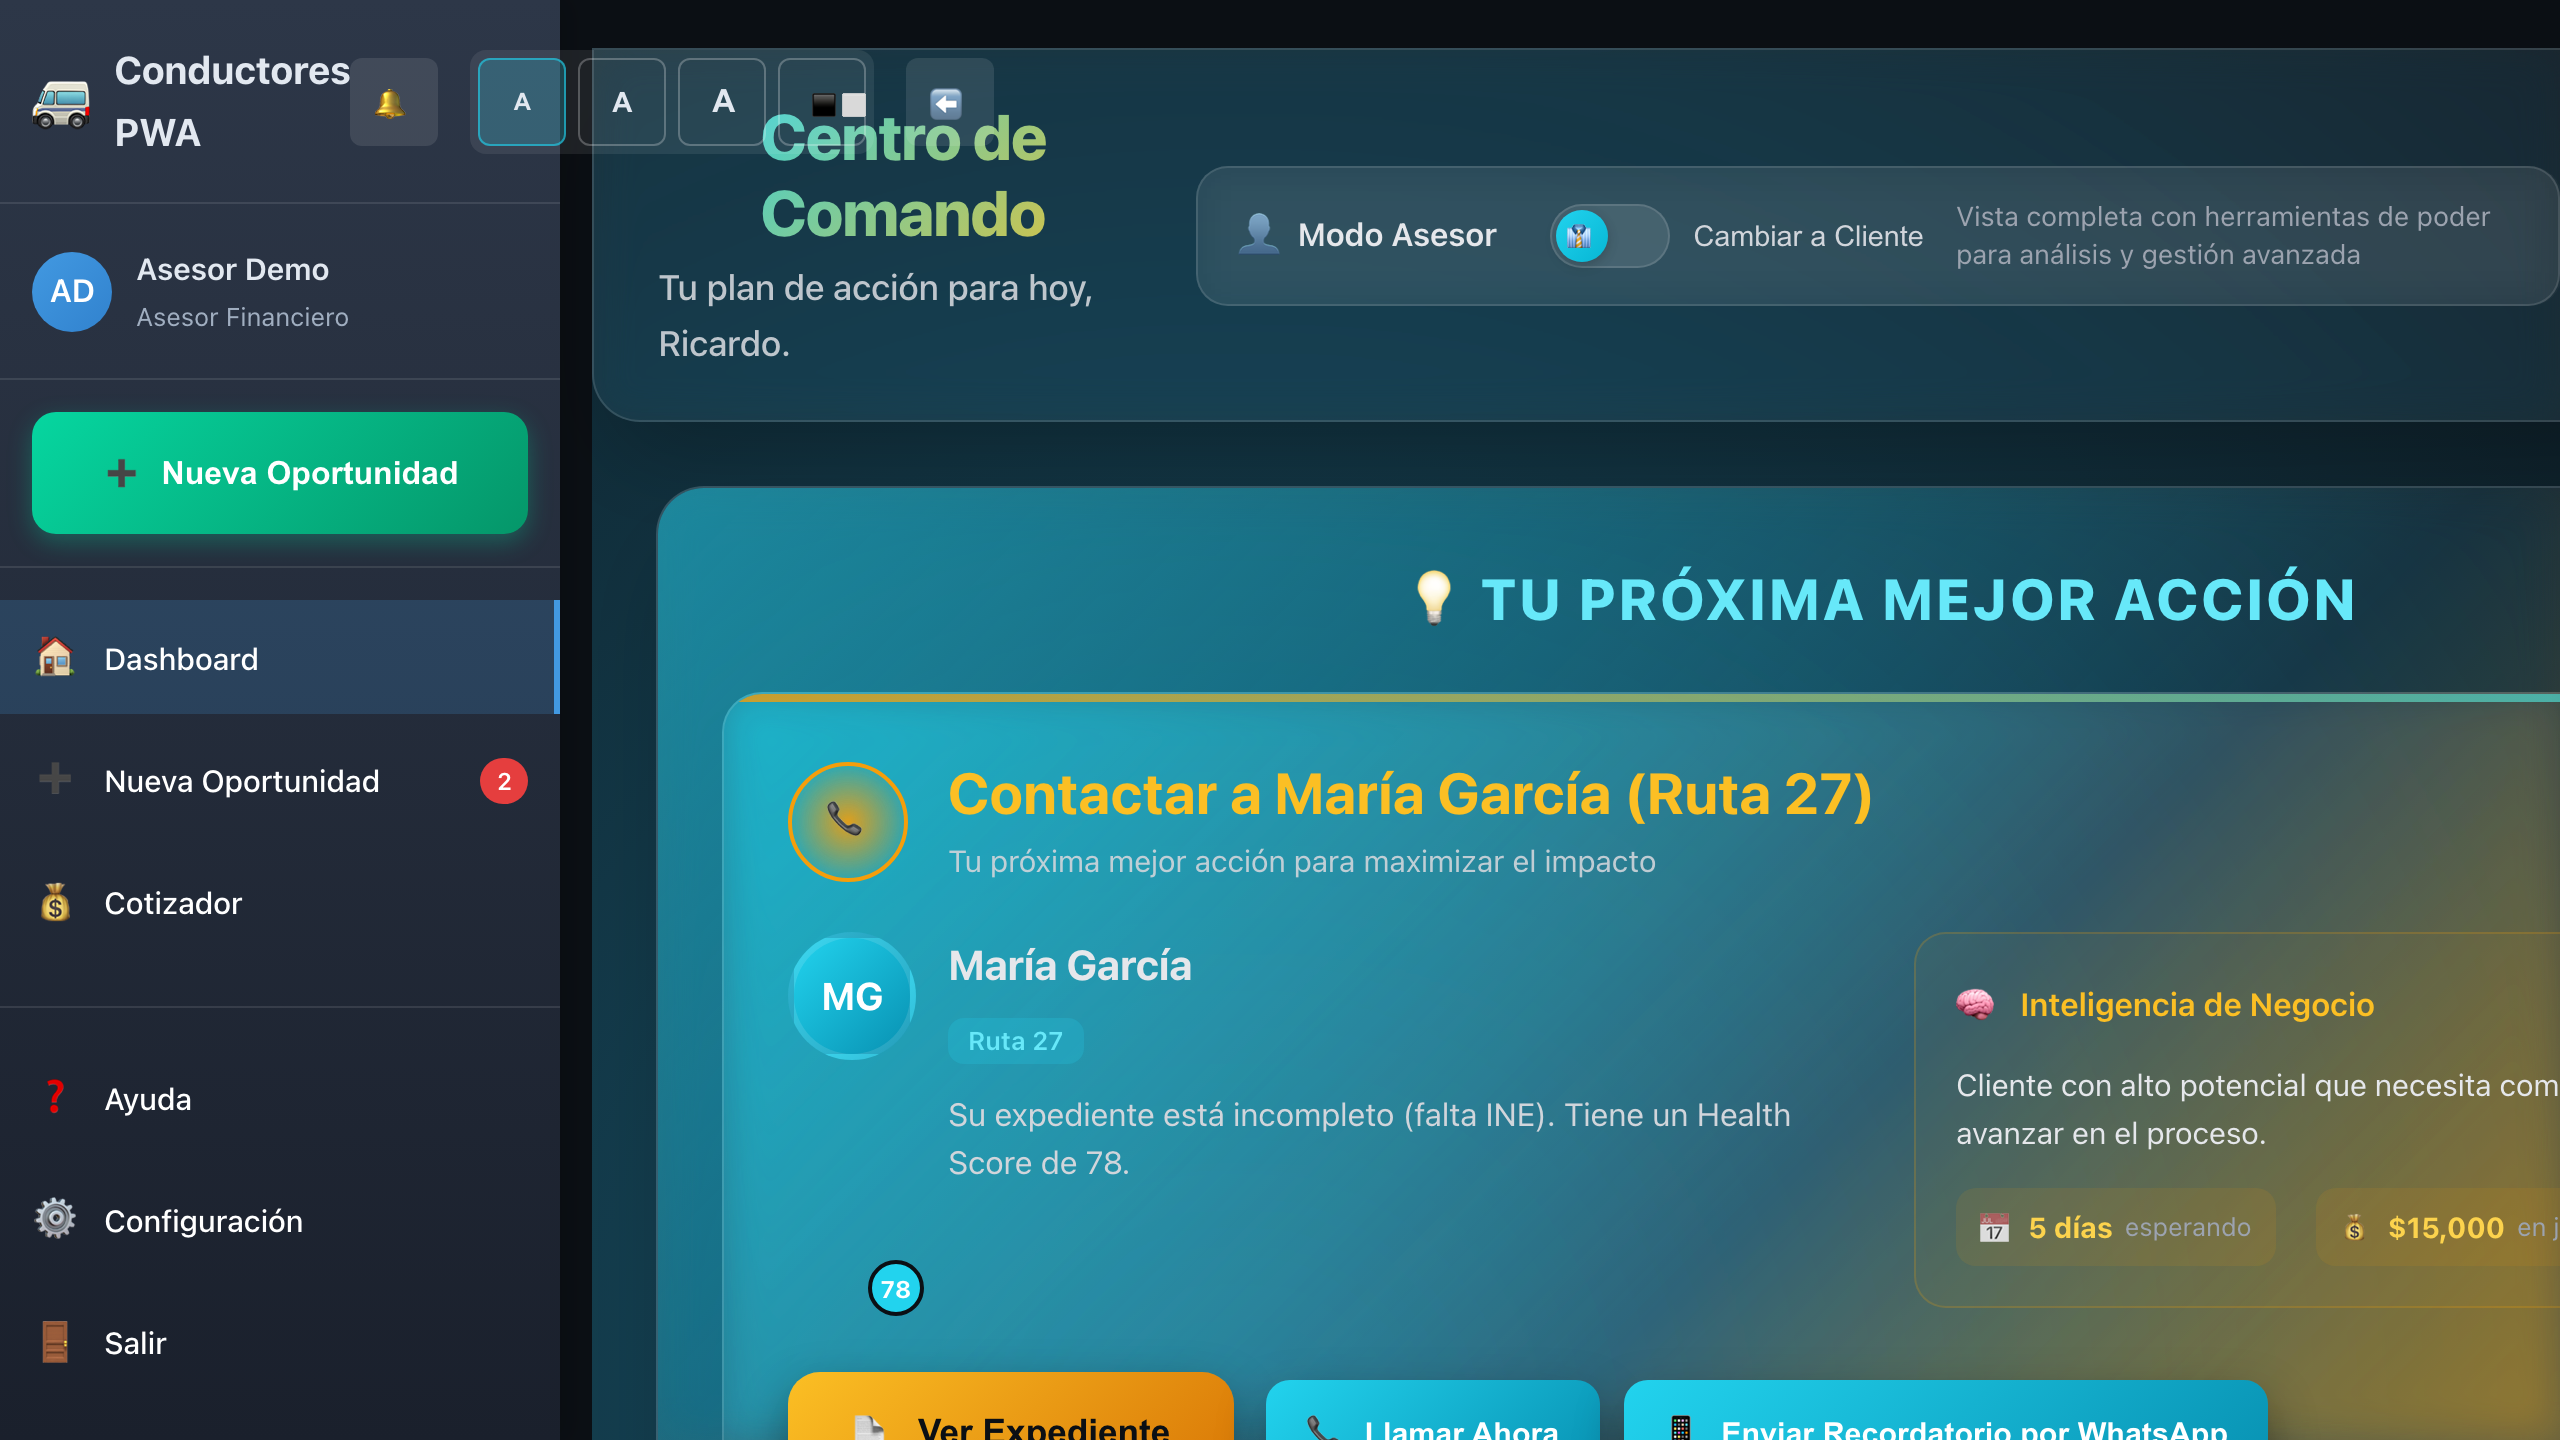 Conductores
PWA
A
A
A
Asesor Demo
AD
Asesor Financiero
Nueva Oportunidad
Dashboard
Nueva Oportunidad
2
Cotizador
Ayuda
Configuración
Salir
Centro de
Comando
Tu plan de acción para hoy,
Ricardo.
Modo Asesor
Cambiar a Cliente
Vista completa con herramientas de poder
para análisis y gestión avanzada
TU PRÓXIMA MEJOR ACCIÓN
Contactar a María García (Ruta 27)
Tu próxima mejor acción para maximizar el impacto
MG
María García
Ruta 27
Su expediente está incompleto (falta INE). Tiene un Health
Score de 78.
78
Inteligencia de Negocio
Cliente con alto potencial que necesita com
avanzar en el proceso.
5 días esperando
$15,000 en j
Ver Expediente
Llamar Ahora
Enviar Recordatorio por WhatsApp